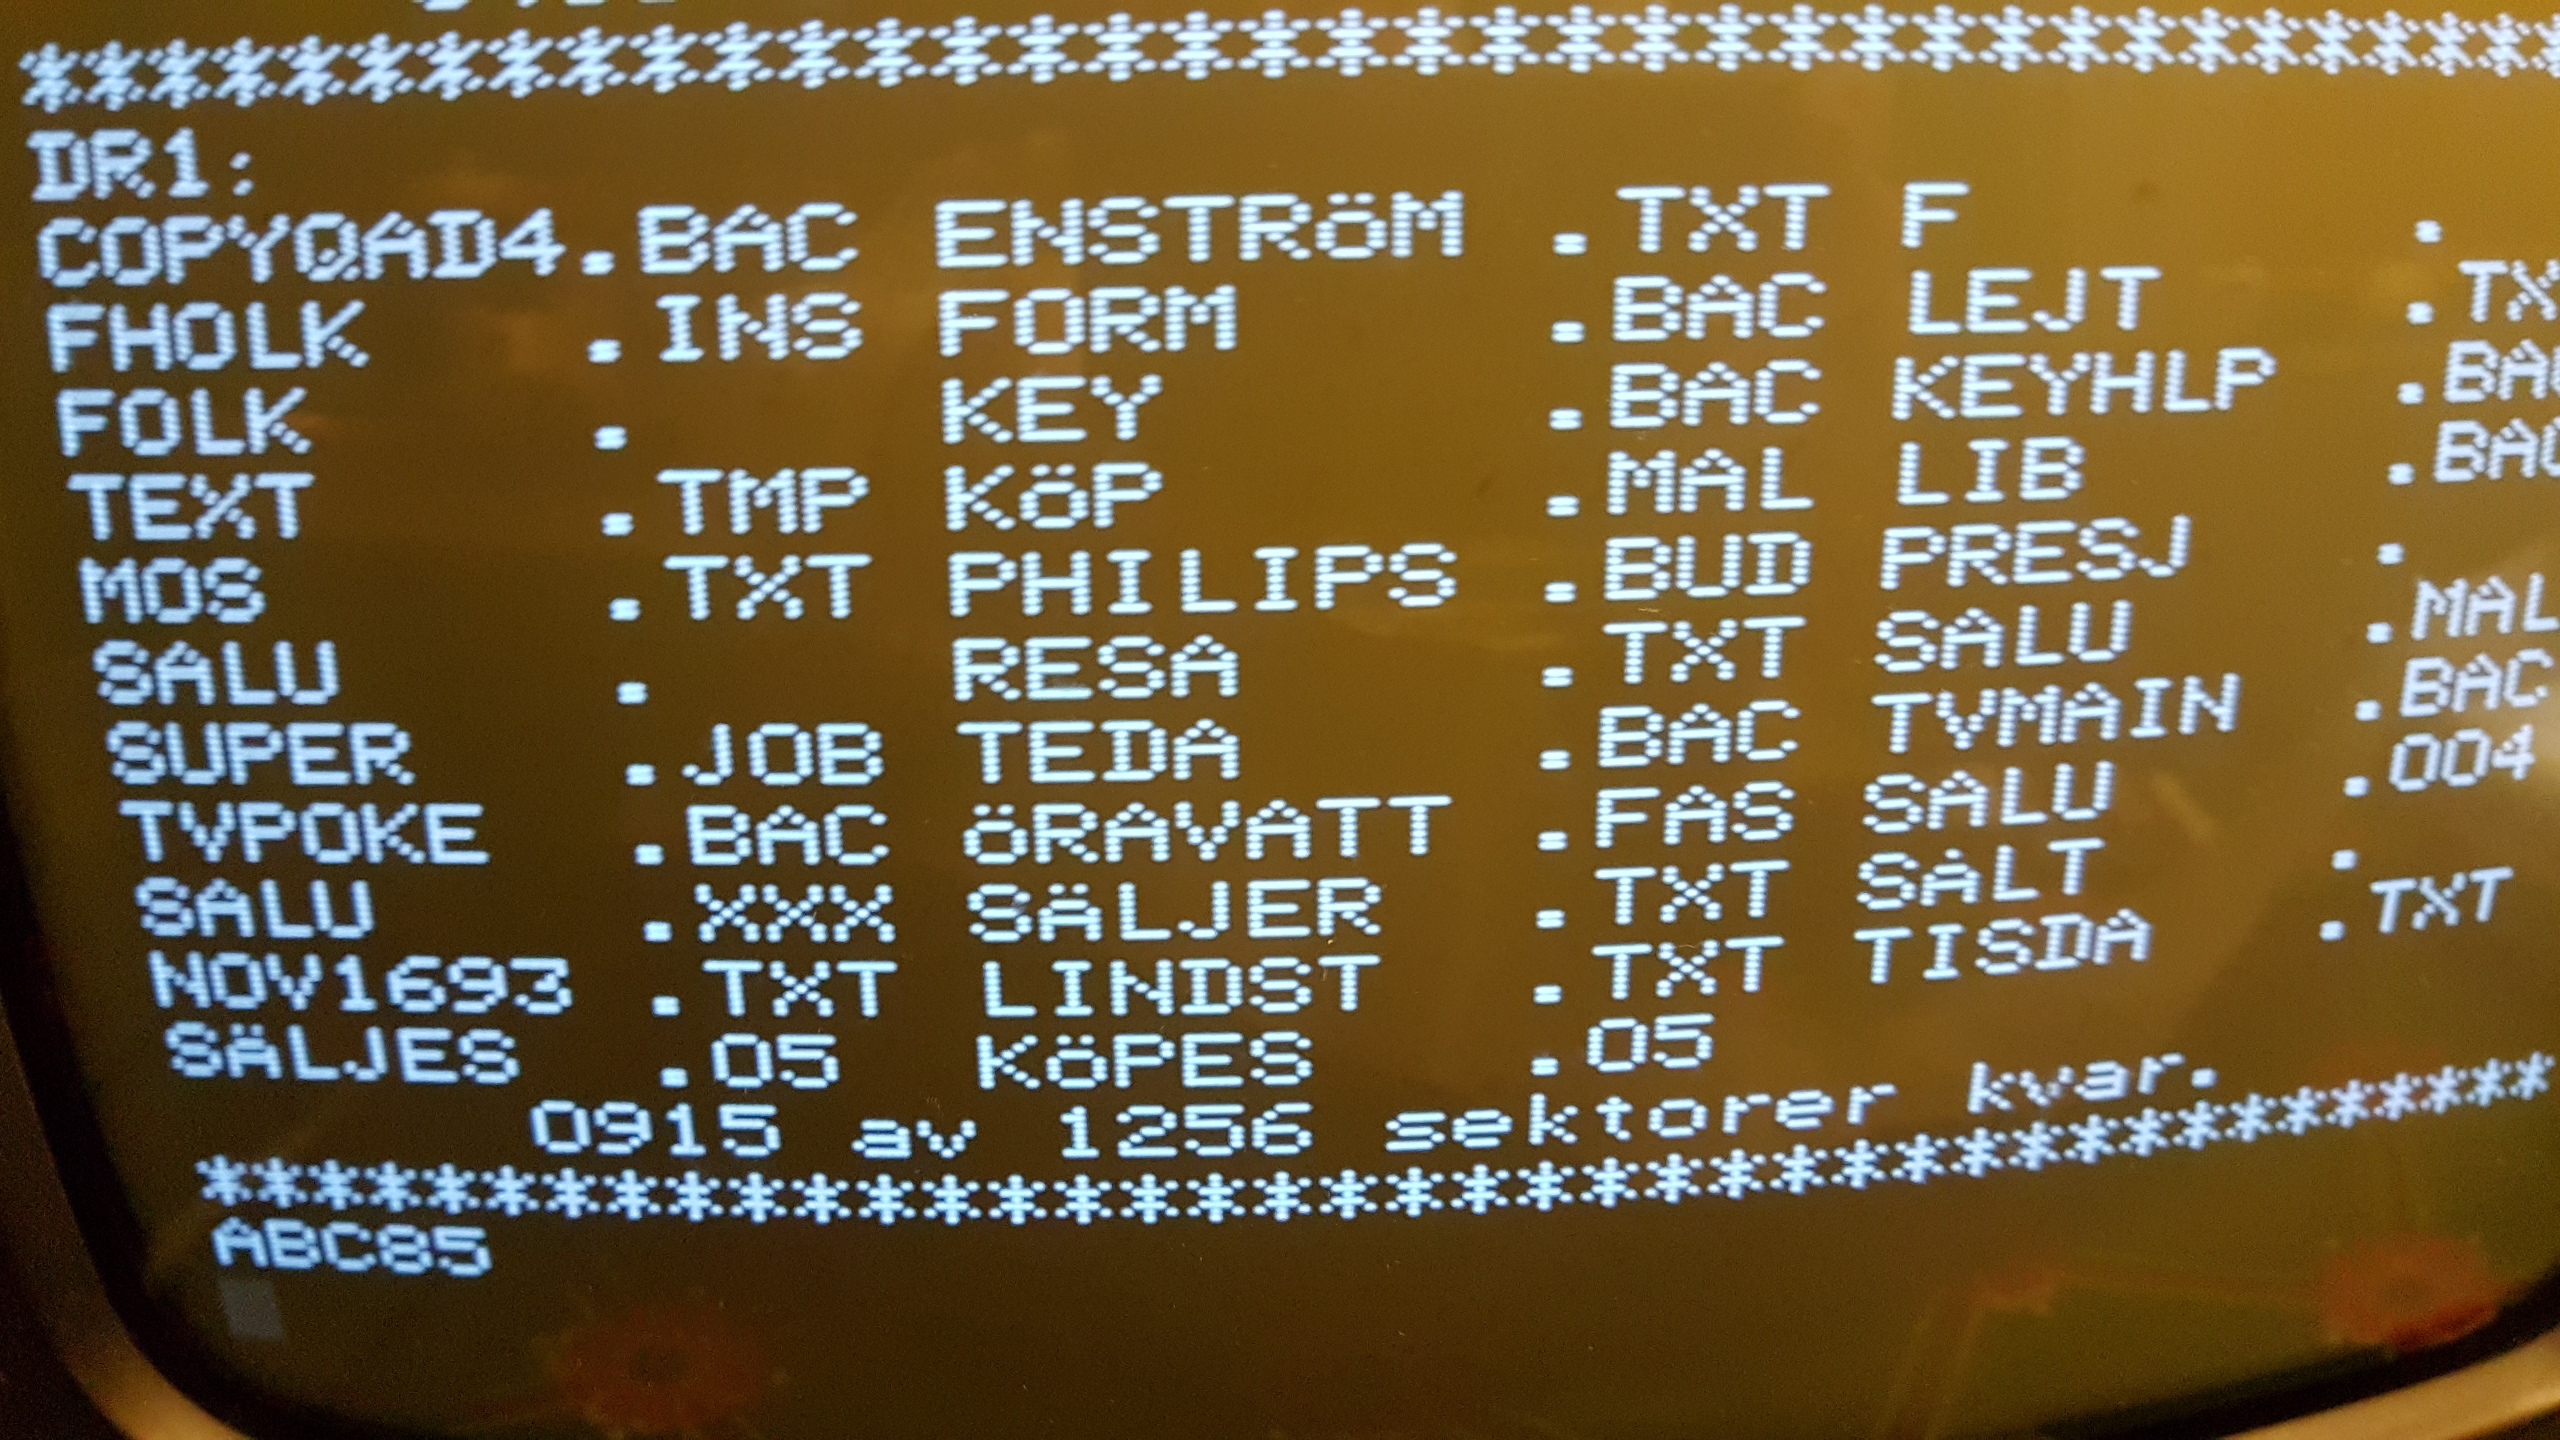 ********************************
DR1:
COPYQAD4.BAC ENSTRöM .TXT F .
FHOLK .INS FORM .BAC LEJT .TX
FOLK . KEY .BAC KEYHLP .BAC
TEXT .TMP KöP .MAL LIB .BAC
MOS .TXT PHILIPS .BUD PRESJ .
SALU . RESA .TXT SALU .MAL
SUPER .JOB TEDA .BAC TVMAIN .BAC
TVPOKE .BAC öRAVATT .FAS SALU .004
SALU .XXX SÄLJER .TXT SALT .
NOV1693 .TXT LINDST .TXT TISDA .TXT
SÄLJES .05 KöPES .05
0915 av 1256 sektorer kvar.
************************************
ABC85